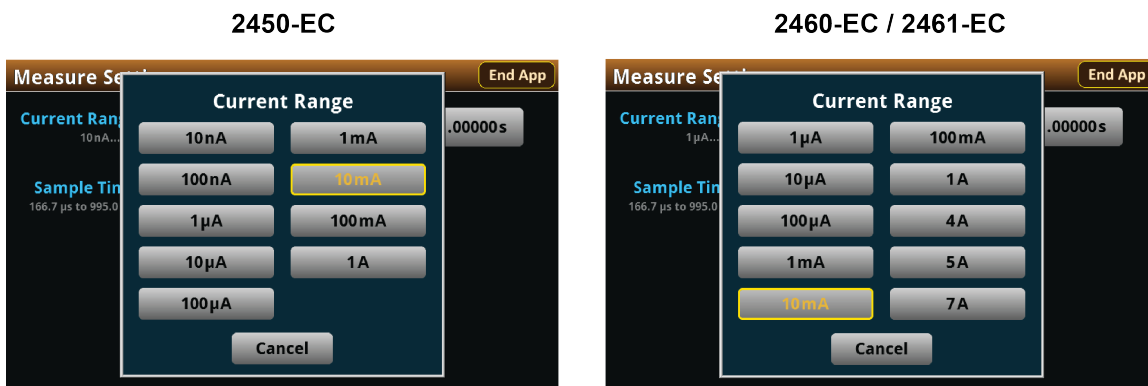 2450-EC
Measure Se
End App
Current Range
Current Rang
10nA...
10nA
1mA
.00000s
100nA
10mA
Sample Tim
166.7 µs to 995.0
1µA
100mA
10µA
1A
100µA
Cancel
2460-EC / 2461-EC
Measure Se
End App
Current Range
Current Rang
1µA...
1µA
100mA
.00000s
10µA
1A
Sample Tim
166.7 µs to 995.0
100µA
4A
1mA
5A
10mA
7A
Cancel